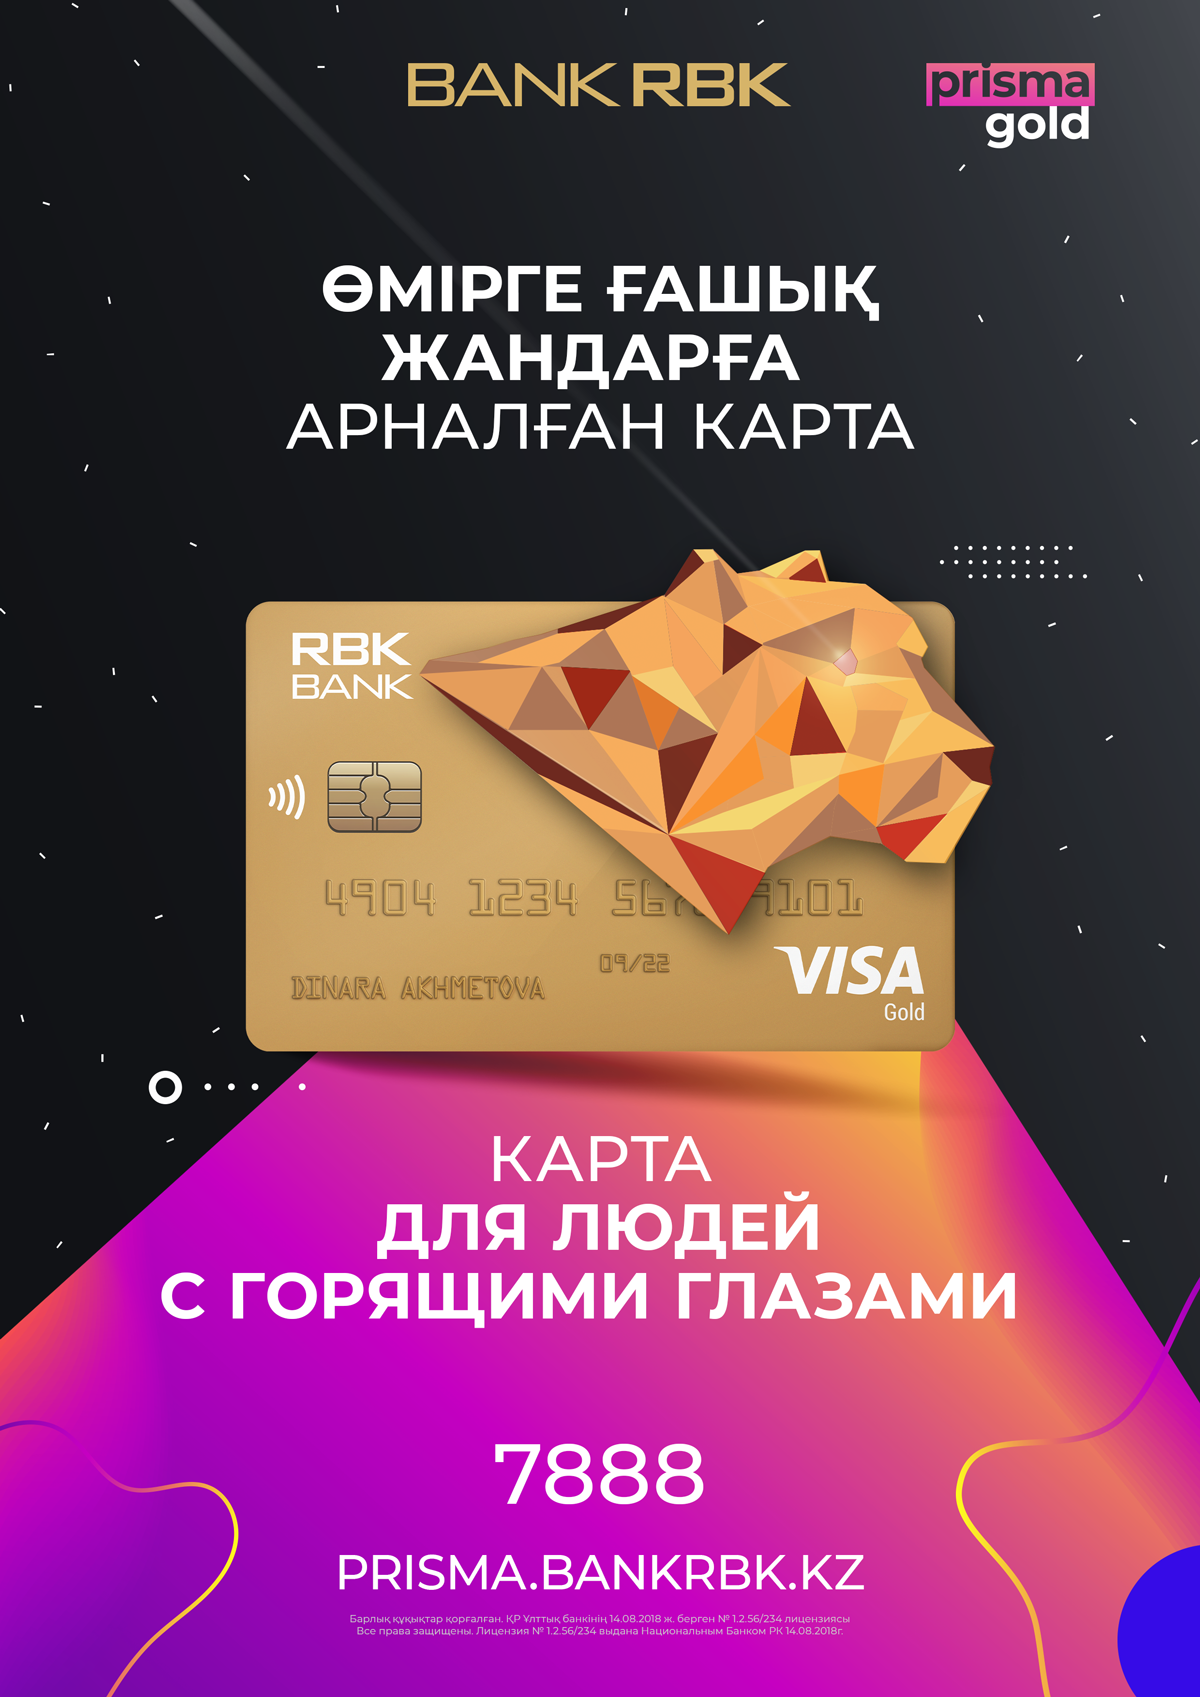 BANK RBK
prisma
gold
ӨМІРГЕ ҒАШЫҚ
ЖАНДАРҒА
АРНАЛҒАН КАРТА
RBK
BANK
4904 1234 567 9101
09/22
DINARA AKHMETOVA
VISA
Gold
КАРТА
ДЛЯ ЛЮДЕЙ
С ГОРЯЩИМИ ГЛАЗАМИ
7888
PRISMA.BANKRBK.KZ
Барлық құқықтар қорғалған. ҚР Ұлттық банкінің 14.08.2018 ж. берген № 1.2.56/234 лицензиясы
Все права защищены. Лицензия № 1.2.56/234 выдана Национальным Банком РК 14.08.2018г.